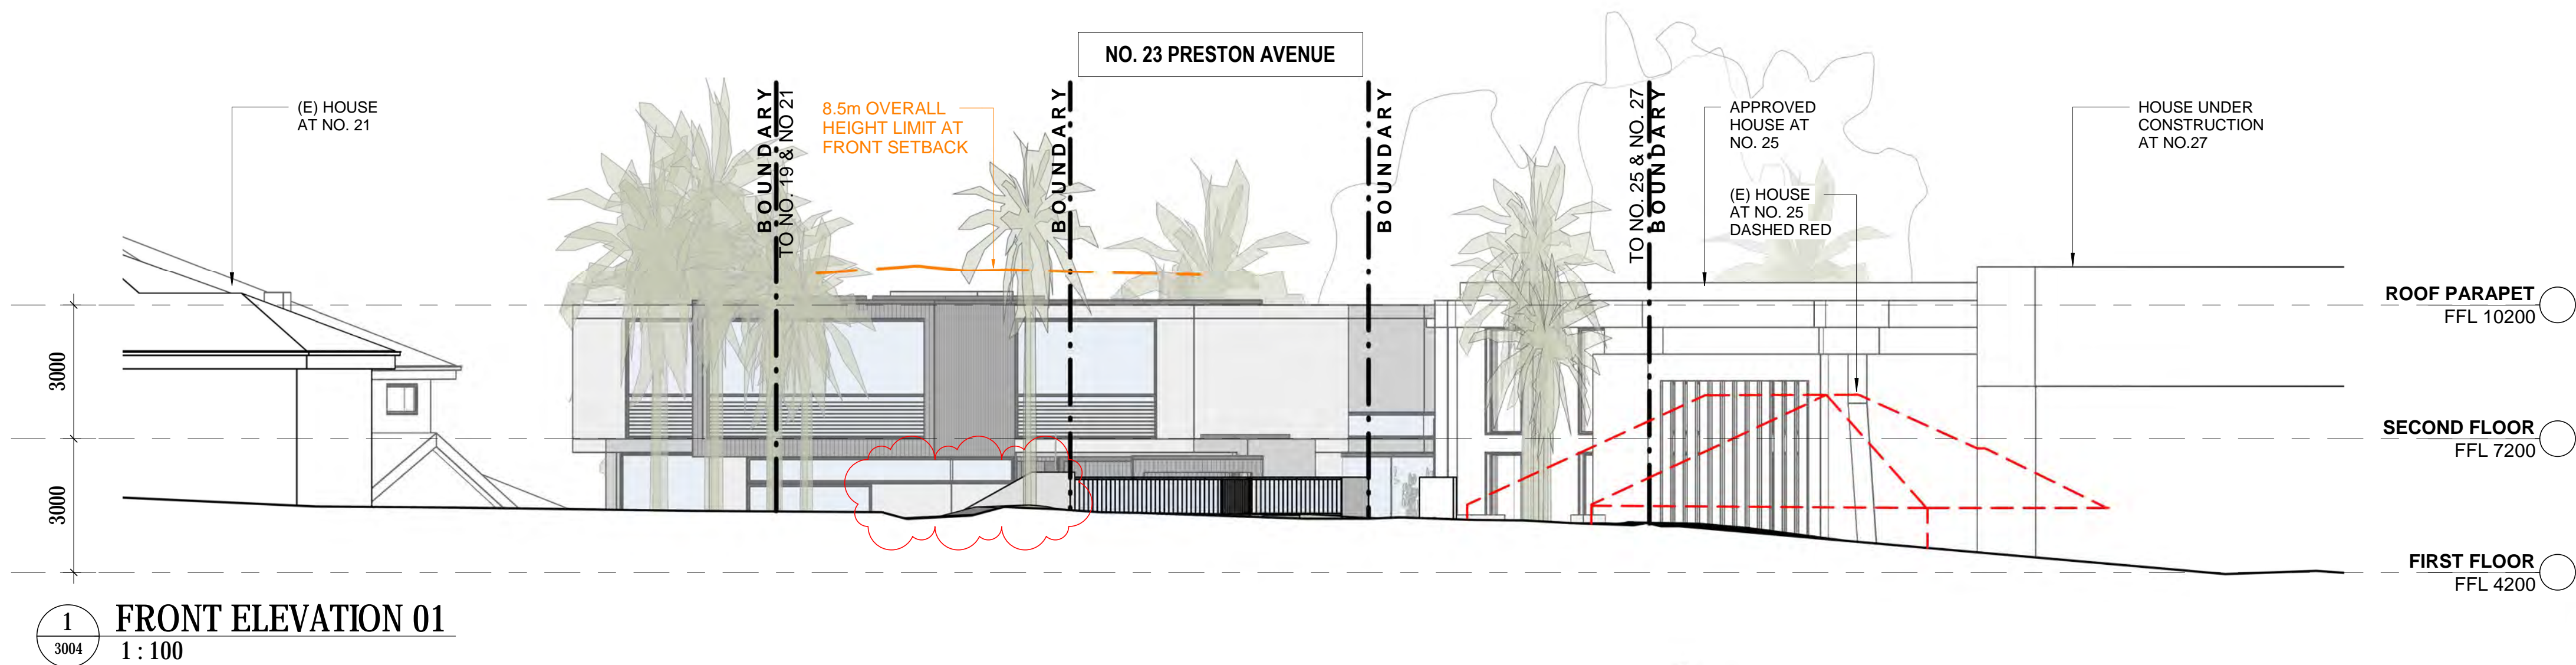 NO. 23 PRESTON AVENUE
(E) HOUSE
AT NO. 21
BOUNDARY
TO NO. 19 & NO 21
8.5m OVERALL
HEIGHT LIMIT AT
FRONT SETBACK
BOUNDARY
BOUNDARY
TO NO. 25 & NO. 27
BOUNDARY
APPROVED
HOUSE AT
NO. 25
(E) HOUSE
AT NO. 25
DASHED RED
HOUSE UNDER
CONSTRUCTION
AT NO.27
ROOF PARAPET
FFL 10200
3000
SECOND FLOOR
FFL 7200
3000
FIRST FLOOR
FFL 4200
1
3004
FRONT ELEVATION 01
1 : 100